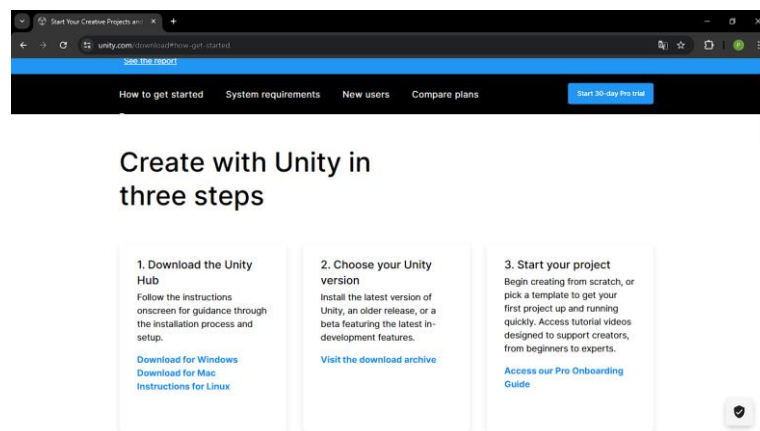 Start Your Creative Projects and
unity.com/download#how-get-started
See the report
How to get started System requirements New users Compare plans
Start 30-day Pro trial
Create with Unity in
three steps
1. Download the Unity
Hub
Follow the instructions
onscreen for guidance through
the installation process and
setup.
Download for Windows
Download for Mac
Instructions for Linux
2. Choose your Unity
version
Install the latest version of
Unity, an older release, or a
beta featuring the latest in-
development features.
Visit the download archive
3. Start your project
Begin creating from scratch, or
pick a template to get your
first project up and running
quickly. Access tutorial videos
designed to support creators,
from beginners to experts.
Access our Pro Onboarding
Guide